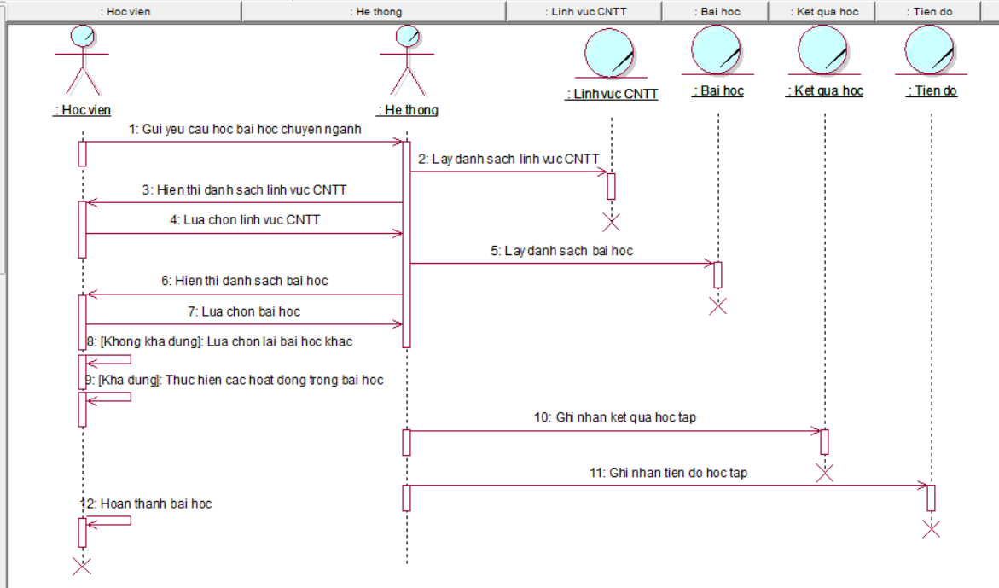 : Hoc vien
: He thong
: Linh vuc CNTT
: Bai hoc
: Ket qua hoc
: Tien do
: Hoc vien
: He thong
: Linh vuc CNTT
: Bai hoc
: Ket qua hoc
: Tien do
1: Gui yeu cau hoc bai hoc chuyen nganh
2: Lay danh sach linh vuc CNTT
3: Hien thi danh sach linh vuc CNTT
4: Lua chon linh vuc CNTT
5: Lay danh sach bai hoc
6: Hien thi danh sach bai hoc
7: Lua chon bai hoc
8: [Khong kha dung]: Lua chon lai bai hoc khac
9: [Kha dung]: Thuc hien cac hoat dong trong bai hoc
10: Ghi nhan ket qua hoc tap
11: Ghi nhan tien do hoc tap
12: Hoan thanh bai hoc